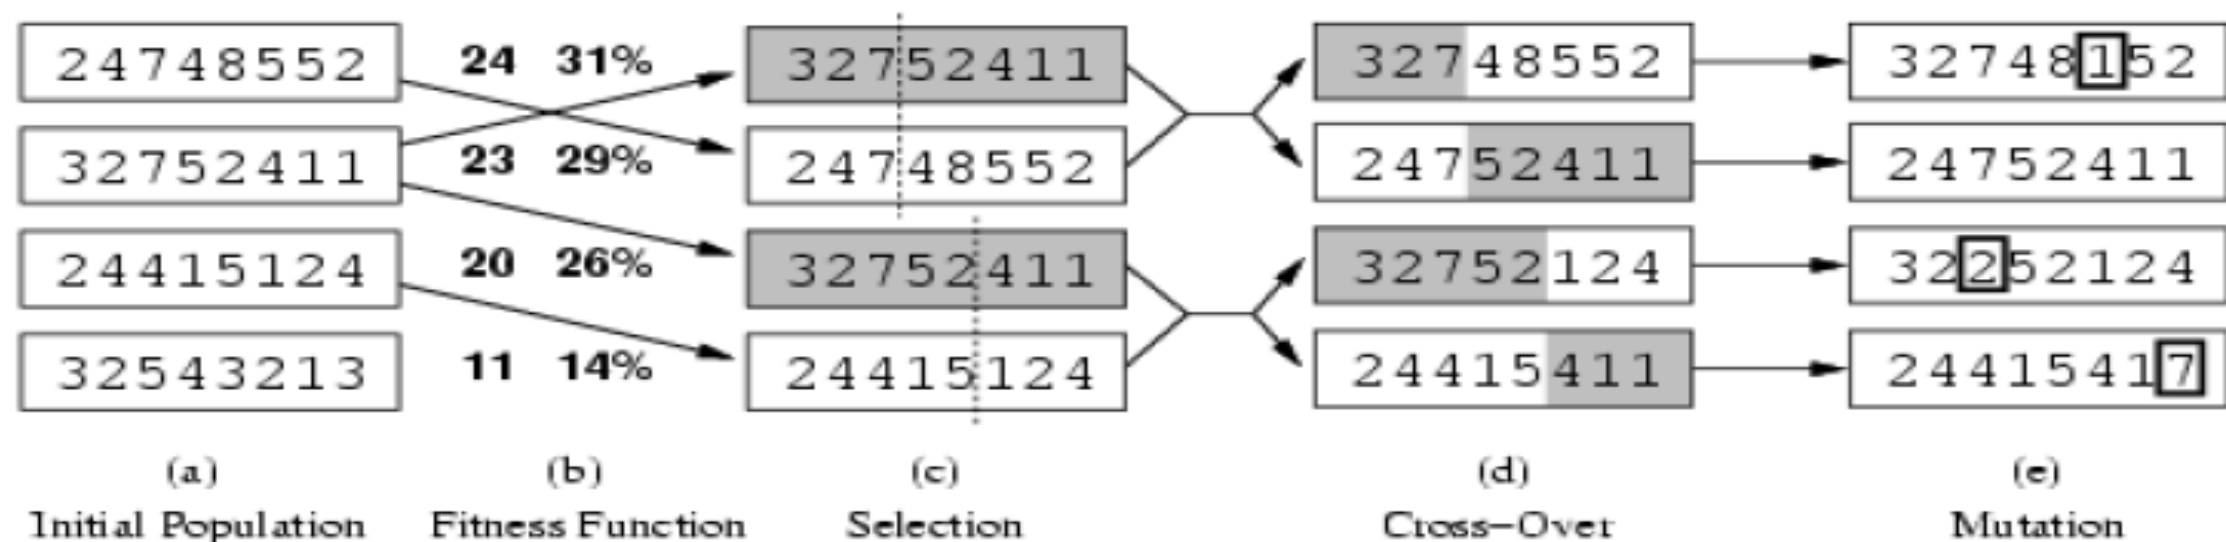 24748552 24 31% 32752411 32748552 32748152
32752411 23 29% 24748552 24752411 24752411
24415124 20 26% 32752411 32752124 32252124
32543213 11 14% 24415124 24415411 24415417
(a) (b) (c) (d) (e)
Initial Population Fitness Function Selection Cross-Over Mutation